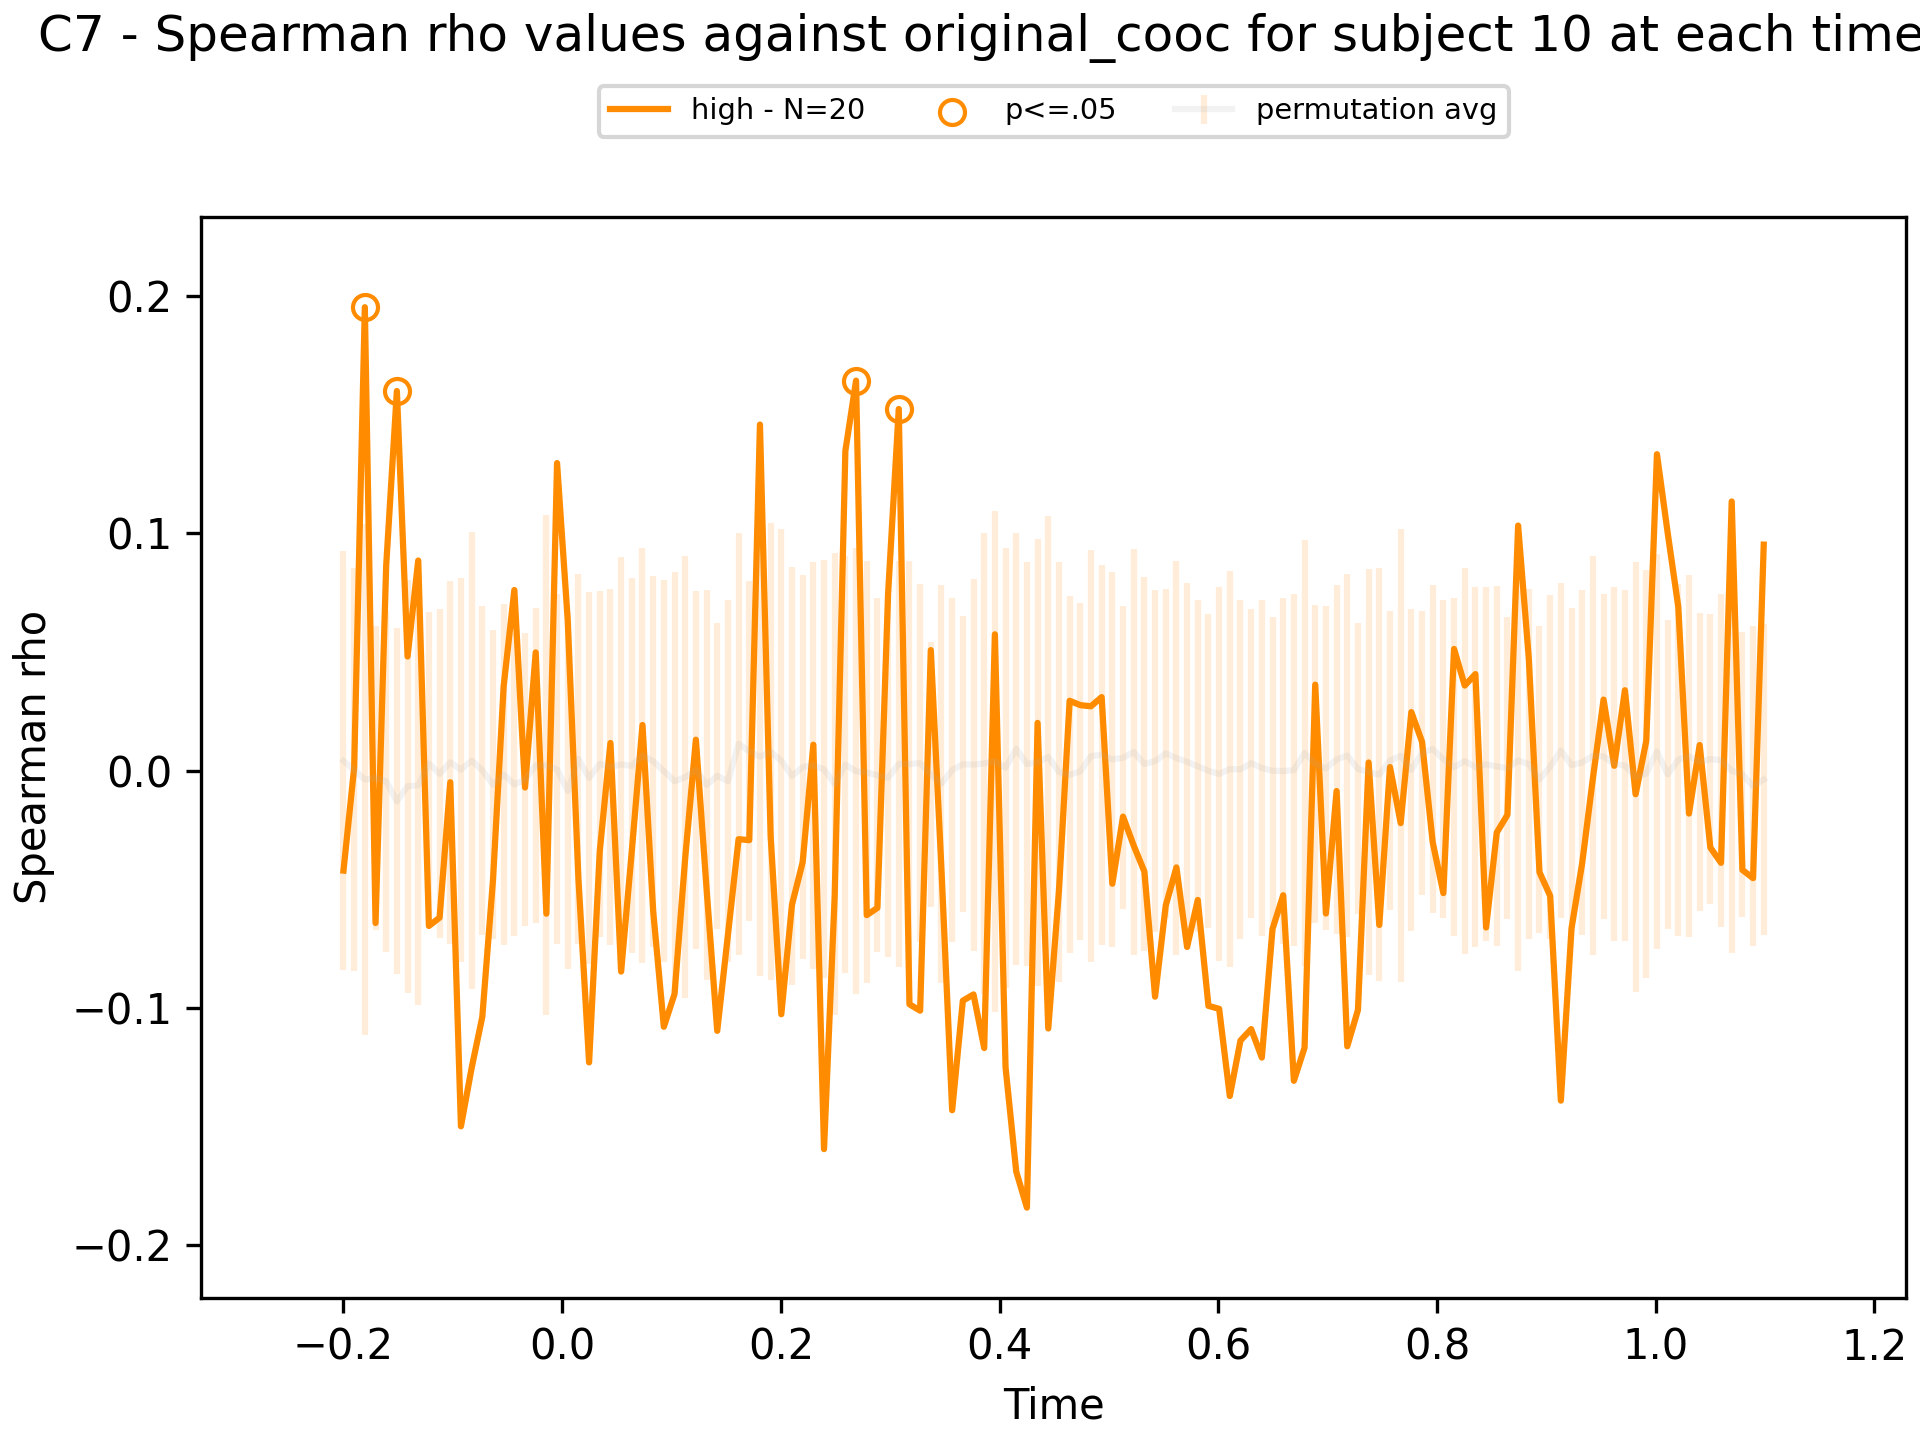 C7 - Spearman rho values against original_cooc for subject 10 at each time
high - N=20 p<=.05 permutation avg
Spearman rho
0.2
0.1
0.0
−0.1
−0.2
−0.2 0.0 0.2 0.4 0.6 0.8 1.0 1.2
Time